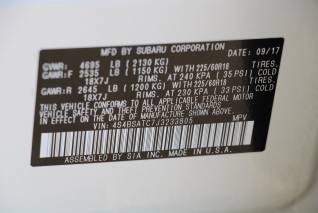 MFD BY SUBARU CORPORATION DATE 09/17
GVWR: 4695 LB (2130 KG)
GAWR:F 2535 LB (1150 KG) WITH 225/60R18 TIRES,
18X7J RIMS. AT 240 KPA (35 PSI) COLD
GAWR:R 2645 LB (1200 KG) WITH 225/60R18 TIRES,
18X7J RIMS. AT 230 KPA (33 PSI) COLD
THIS VEHICLE CONFORMS TO ALL APPLICABLE
FEDERAL MOTOR VEHICLE SAFETY, BUMPER,
AND THEFT PREVENTION STANDARDS
IN EFFECT ON THE DATE OF MANUFACTURE
SHOWN ABOVE.
VIN: 4S4BSATC7J3233805 MPV
BY SIA INC. MADE IN U.S.A.